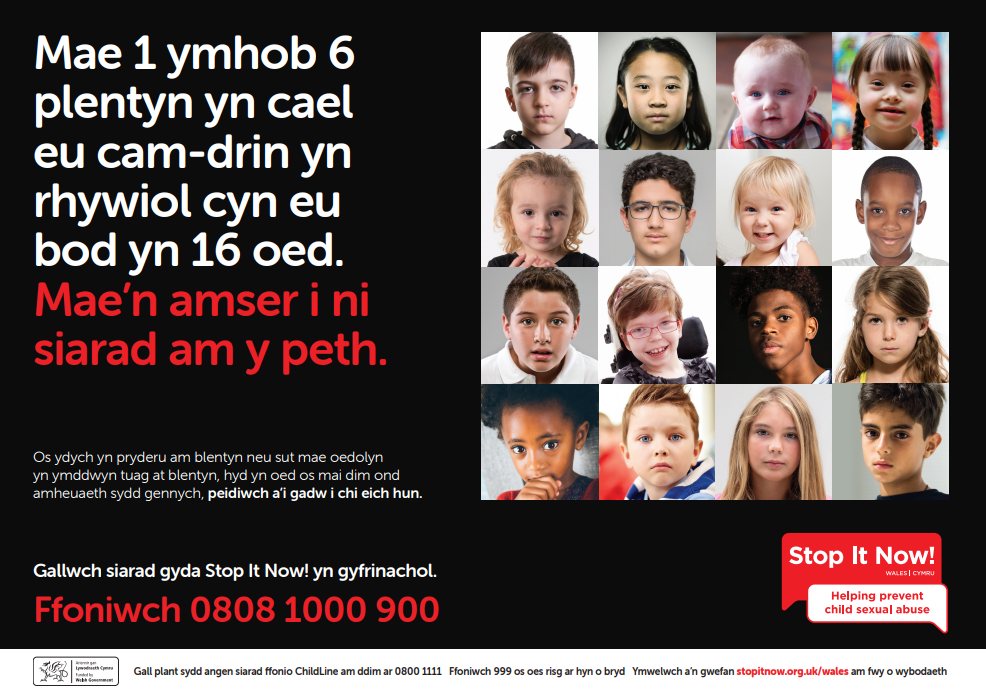 Mae 1 ymhob 6
plentyn yn cael
eu cam-drin yn
rhywiol cyn eu
bod yn 16 oed.
Mae’n amser i ni
siarad am y peth.
Os ydych yn pryderu am blentyn neu sut mae oedolyn
yn ymddwyn tuag at blentyn, hyd yn oed os mai dim ond
amheuaeth sydd gennych, peidiwch a’i gadw i chi eich hun.
Gallwch siarad gyda Stop It Now! yn gyfrinachol.
Ffoniwch 0808 1000 900
Stop It Now!
WALES | CYMRU
Helping prevent
child sexual abuse
Ariennir gan
Lywodraeth Cymru
Funded by
Welsh Government
Gall plant sydd angen siarad ffonio ChildLine am ddim ar 0800 1111 Ffoniwch 999 os oes risg ar hyn o bryd Ymwelwch a’n gwefan stopitnow.org.uk/wales am fwy o wybodaeth